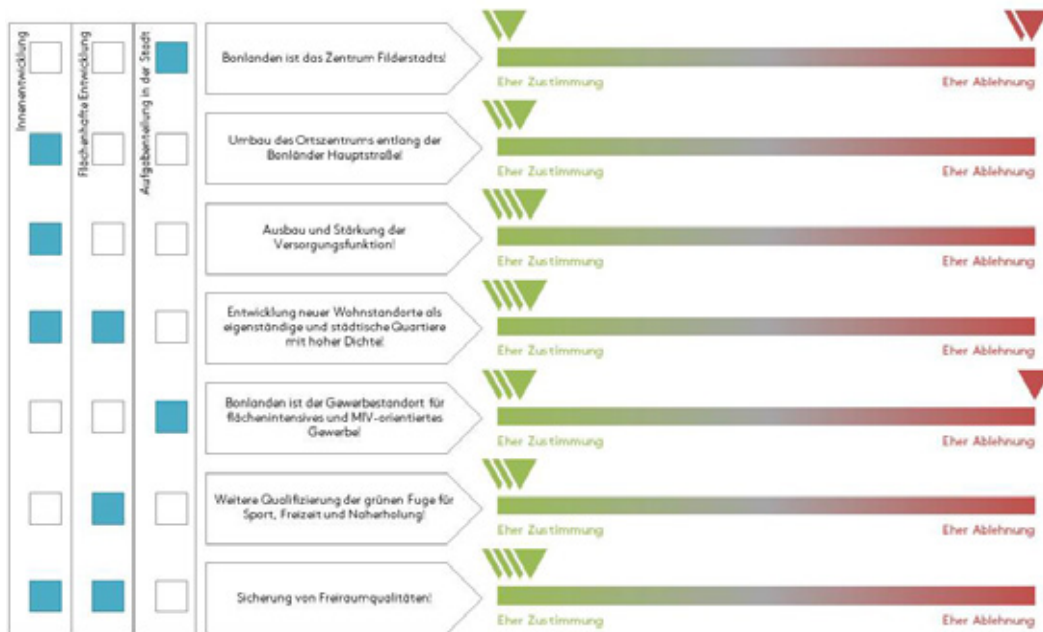 Innenentwicklung
Flächenhafte Entwicklung
Aufgabenteilung in der Stadt
Bonlanden ist das Zentrum Filderstadts!
Eher Zustimmung
Eher Ablehnung
Umbau des Ortszentrums entlang der
Bonländer Hauptstraße!
Eher Zustimmung
Eher Ablehnung
Ausbau und Stärkung der
Versorgungsfunktion!
Eher Zustimmung
Eher Ablehnung
Entwicklung neuer Wohnstandorte als
eigenständige und städtische Quartiere
mit hoher Dichte!
Eher Zustimmung
Eher Ablehnung
Bonlanden ist der Gewerbestandort für
flächenintensives und MIV-orientiertes
Gewerbe!
Eher Zustimmung
Eher Ablehnung
Weitere Qualifizierung der grünen Fuge für
Sport, Freizeit und Naherholung!
Eher Zustimmung
Eher Ablehnung
Sicherung von Freiraumqualitäten!
Eher Zustimmung
Eher Ablehnung